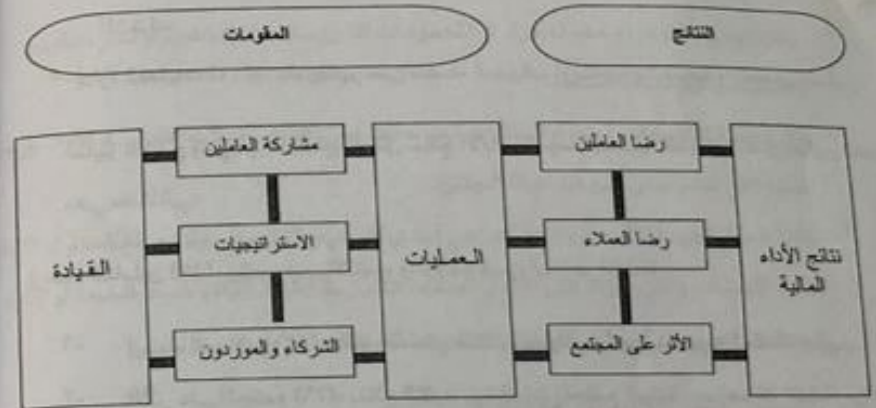 المقومات
النتائج
القيادة
مشاركة العاملين
الاستراتيجيات
الشركاء والموردون
العمليات
رضا العاملين
رضا العملاء
الأثر على المجتمع
نتائج الأداء
المالية